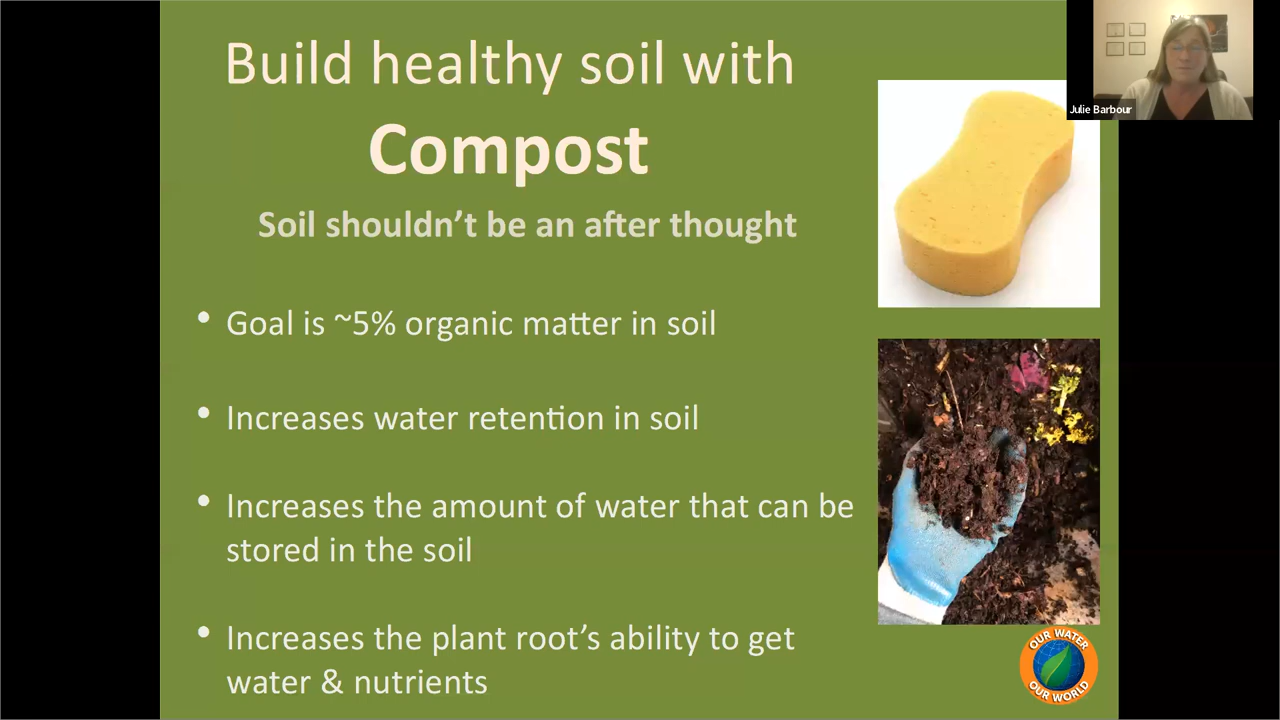 Build healthy soil with
Compost
Soil shouldn't be an after thought
• Goal is ~5% organic matter in soil
• Increases water retention in soil
• Increases the amount of water that can be
stored in the soil
• Increases the plant root's ability to get
water & nutrients
Julie Barbour
OUR WATER
OUR WORLD